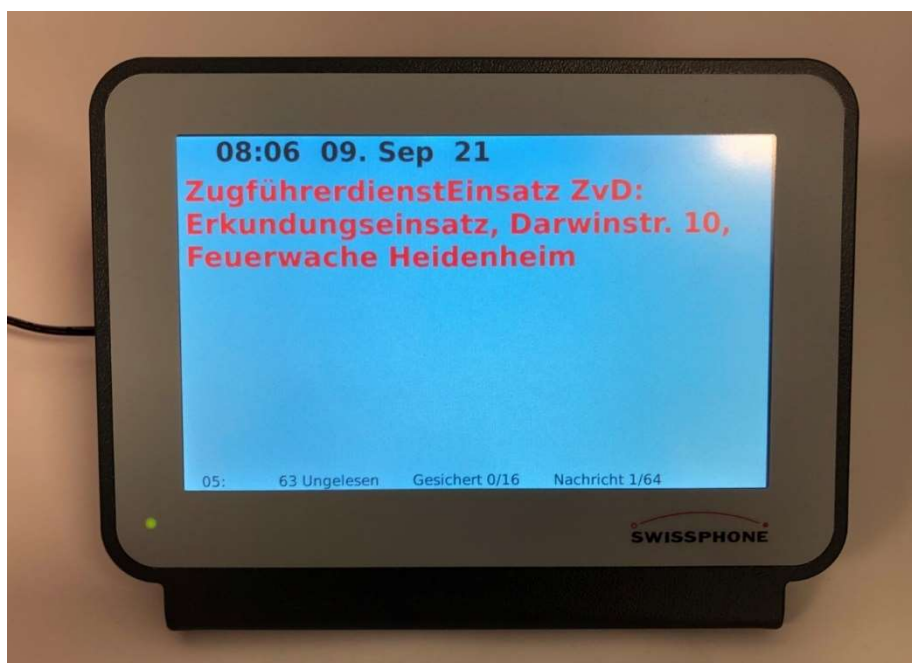 08:06 09. Sep 21
ZugführerdienstEinsatz ZvD:
Erkundungseinsatz, Darwinstr. 10,
Feuerwache Heidenheim
05: 63 Ungelesen Gesichert 0/16 Nachricht 1/64
SWISSPHONE